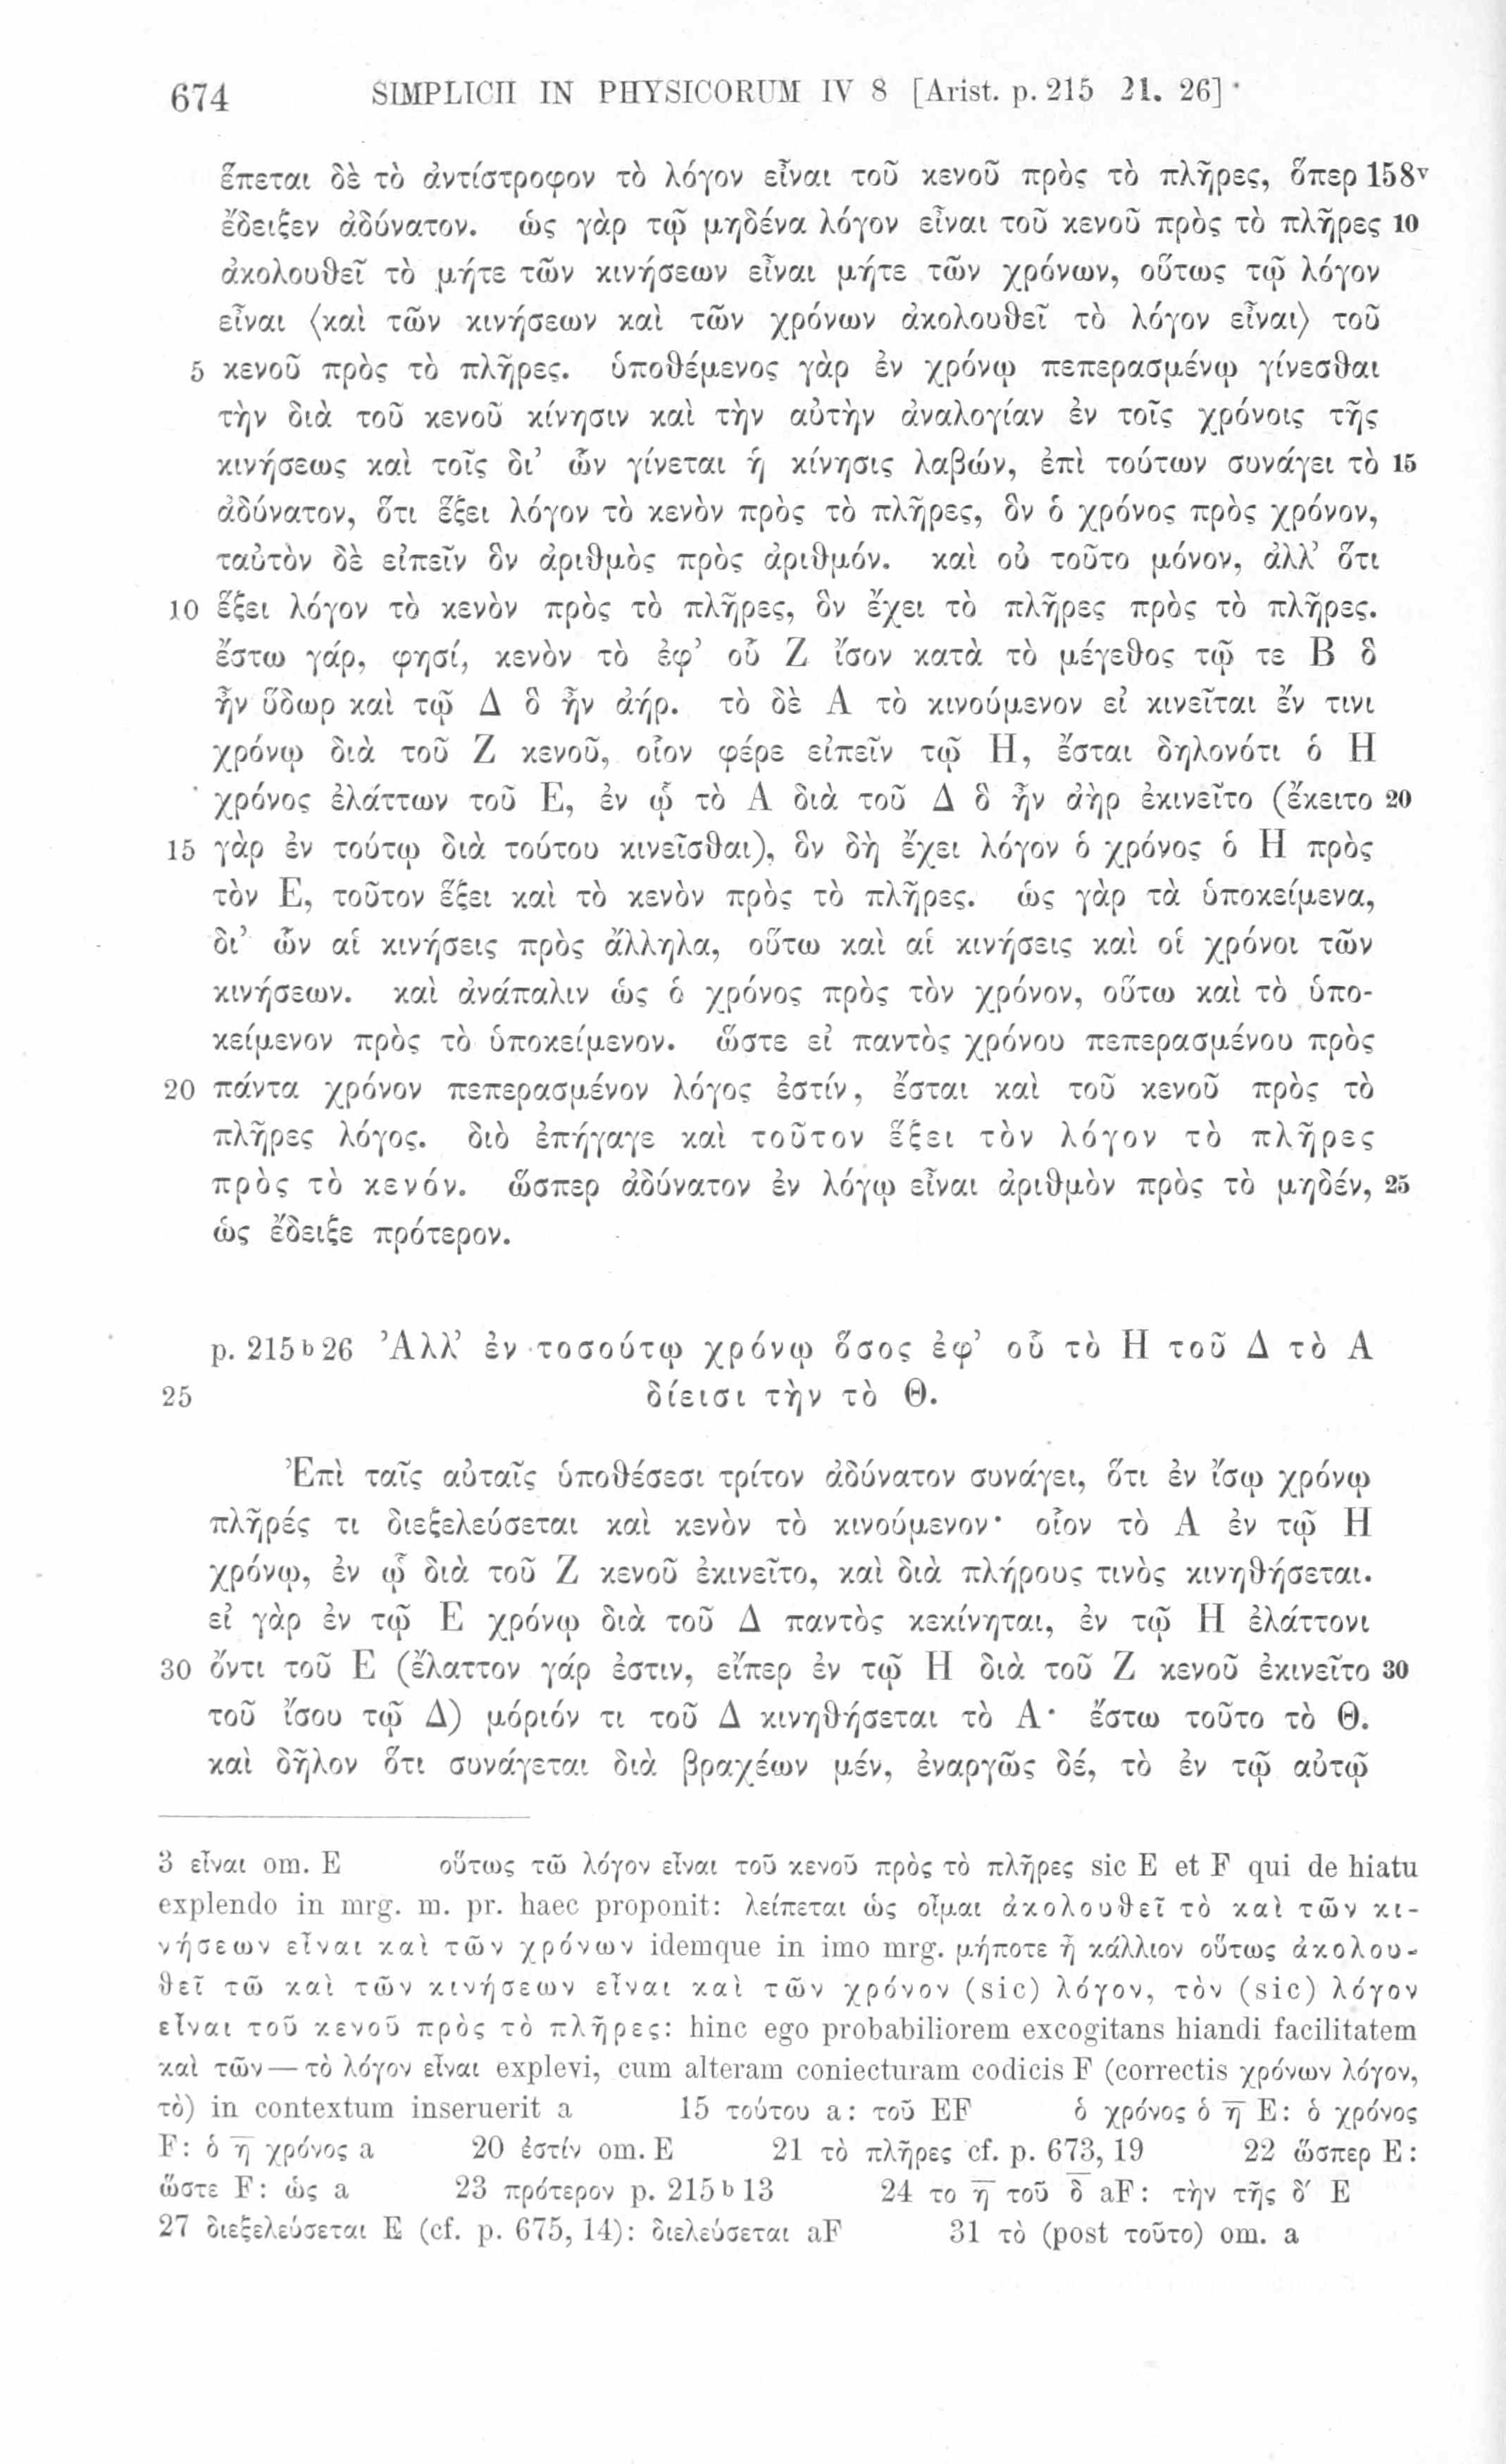 674 SIMPLICII IN PHYSICORUM IV 8 [Arist. p. 215 21. 26]
ἕπεται δὲ τὸ ἀντίστροφον τὸ λόγον εἶναι τοῦ κενοῦ πρὸς τὸ πλῆρες, ὅπερ 158ᵛ
ἔδειξεν ἀδύνατον. ὡς γὰρ τῷ μηδένα λόγον εἶναι τοῦ κενοῦ πρὸς τὸ πλῆρες 10
ἀκολουθεῖ τὸ μήτε τῶν κινήσεων εἶναι μήτε τῶν χρόνων, οὕτως τῷ λόγον
εἶναι ⟨καὶ τῶν κινήσεων καὶ τῶν χρόνων ἀκολουθεῖ τὸ λόγον εἶναι⟩ τοῦ
5 κενοῦ πρὸς τὸ πλῆρες. ὑποθέμενος γὰρ ἐν χρόνῳ πεπερασμένῳ γίνεσθαι
τὴν διὰ τοῦ κενοῦ κίνησιν καὶ τὴν αὐτὴν ἀναλογίαν ἐν τοῖς χρόνοις τῆς
κινήσεως καὶ τοῖς δι’ ὧν γίνεται ἡ κίνησις λαβών, ἐπὶ τούτων συνάγει τὸ 15
ἀδύνατον, ὅτι ἕξει λόγον τὸ κενὸν πρὸς τὸ πλῆρες, ὃν ὁ χρόνος πρὸς χρόνον,
ταὐτὸν δὲ εἰπεῖν ὃν ἀριθμὸς πρὸς ἀριθμόν. καὶ οὐ τοῦτο μόνον, ἀλλ’ ὅτι
10 ἕξει λόγον τὸ κενὸν πρὸς τὸ πλῆρες, ὃν ἔχει τὸ πλῆρες πρὸς τὸ πλῆρες.
ἔστω γάρ, φησί, κενὸν τὸ ἐφ’ οὗ Ζ ἴσον κατὰ τὸ μέγεθος τῷ τε Β ὃ
ἦν ὕδωρ καὶ τῷ Δ ὃ ἦν ἀήρ. τὸ δὲ Α τὸ κινούμενον εἰ κινεῖται ἔν τινι
χρόνῳ διὰ τοῦ Ζ κενοῦ, οἷον φέρε εἰπεῖν τῷ Η, ἔσται δηλονότι ὁ Η
χρόνος ἐλάττων τοῦ Ε, ἐν ᾧ τὸ Α διὰ τοῦ Δ ὃ ἦν ἀὴρ ἐκινεῖτο (ἔκειτο 20
15 γὰρ ἐν τούτῳ διὰ τούτου κινεῖσθαι), ὃν δὴ ἔχει λόγον ὁ χρόνος ὁ Η πρὸς
τὸν Ε, τοῦτον ἕξει καὶ τὸ κενὸν πρὸς τὸ πλῆρες. ὡς γὰρ τὰ ὑποκείμενα,
δι’ ὧν αἱ κινήσεις πρὸς ἄλληλα, οὕτω καὶ αἱ κινήσεις καὶ οἱ χρόνοι τῶν
κινήσεων. καὶ ἀνάπαλιν ὡς ὁ χρόνος πρὸς τὸν χρόνον, οὕτω καὶ τὸ ὑπο-
κείμενον πρὸς τὸ ὑποκείμενον. ὥστε εἰ παντὸς χρόνου πεπερασμένου πρὸς
20 πάντα χρόνον πεπερασμένον λόγος ἐστίν, ἔσται καὶ τοῦ κενοῦ πρὸς τὸ
πλῆρες λόγος. διὸ ἐπήγαγε καὶ τοῦτον ἕξει τὸν λόγον τὸ πλῆρες
πρὸς τὸ κενόν. ὥσπερ ἀδύνατον ἐν λόγῳ εἶναι ἀριθμὸν πρὸς τὸ μηδέν, 25
ὡς ἔδειξε πρότερον.
p. 215ᵇ26 Ἀλλ’ ἐν τοσούτῳ χρόνῳ ὅσος ἐφ’ οὗ τὸ Η τοῦ Δ τὸ Α
25 δίεισι τὴν τὸ Θ.
Ἐπὶ ταῖς αὐταῖς ὑποθέσεσι τρίτον ἀδύνατον συνάγει, ὅτι ἐν ἴσῳ χρόνῳ
πλῆρές τι διεξελεύσεται καὶ κενὸν τὸ κινούμενον· οἷον τὸ Α ἐν τῷ Η
χρόνῳ, ἐν ᾧ διὰ τοῦ Ζ κενοῦ ἐκινεῖτο, καὶ διὰ πλήρους τινὸς κινηθήσεται.
εἰ γὰρ ἐν τῷ Ε χρόνῳ διὰ τοῦ Δ παντὸς κεκίνηται, ἐν τῷ Η ἐλάττονι
30 ὄντι τοῦ Ε (ἔλαττον γάρ ἐστιν, εἴπερ ἐν τῷ Η διὰ τοῦ Ζ κενοῦ ἐκινεῖτο 30
τοῦ ἴσου τῷ Δ) μόριόν τι τοῦ Δ κινηθήσεται τὸ Α· ἔστω τοῦτο τὸ Θ.
καὶ δῆλον ὅτι συνάγεται διὰ βραχέων μέν, ἐναργῶς δέ, τὸ ἐν τῷ αὐτῷ
3 εἶναι om. E οὕτως τῶ λόγον εἶναι τοῦ κενοῦ πρὸς τὸ πλῆρες sic E et F qui de hiatu
explendo in mrg. m. pr. haec proponit: λείπεται ὡς οἶμαι ἀκολουθεῖ τὸ καὶ τῶν κι-
νήσεων εἶναι καὶ τῶν χρόνων idemque in imo mrg. μήποτε ἢ κάλλιον οὕτως ἀκολου-
θεῖ τῶ καὶ τῶν κινήσεων εἶναι καὶ τῶν χρόνον (sic) λόγον, τὸν (sic) λόγον
εἶναι τοῦ κενοῦ πρὸς τὸ πλῆρες: hinc ego probabiliorem excogitans hiandi facilitatem
καὶ τῶν — τὸ λόγον εἶναι explevi, cum alteram coniecturam codicis F (correctis χρόνων λόγον,
τὸ) in contextum inseruerit a 15 τούτου a: τοῦ EF ὁ χρόνος ὁ η̅ E: ὁ χρόνος
F: ὁ η̅ χρόνος a 20 ἐστίν om. E 21 τὸ πλῆρες cf. p. 673, 19 22 ὥσπερ E:
ὥστε F: ὡς a 23 πρότερον p. 215ᵇ13 24 το η̅ τοῦ δ̅ aF: τὴν τῆς δ′ E
27 διεξελεύσεται E (cf. p. 675, 14): διελεύσεται aF 31 τὸ (post τοῦτο) om. a